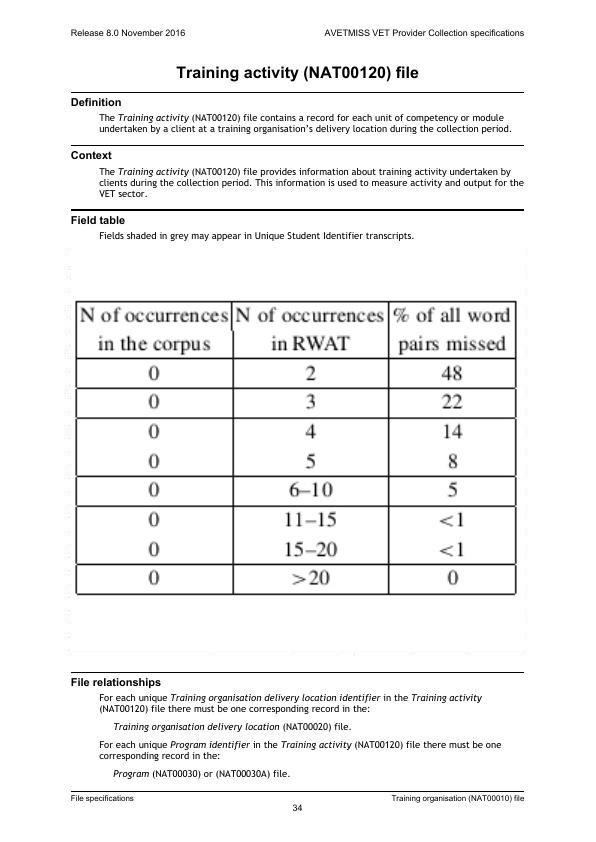 Release 8.0 November 2016 AVETMISS VET Provider Collection specifications
Training activity (NAT00120) file
Definition
The Training activity (NAT00120) file contains a record for each unit of competency or module
undertaken by a client at a training organisation's delivery location during the collection period.
Context
The Training activity (NAT00120) file provides information about training activity undertaken by
clients during the collection period. This information is used to measure activity and output for the
VET sector.
Field table
Fields shaded in grey may appear in Unique Student Identifier transcripts.
N of occurrences N of occurrences % of all word
in the corpus in RWAT pairs missed
0 2 48
0 3 22
0 4 14
0 5 8
0 6–10 5
0 11–15 <1
0 15–20 <1
0 >20 0
File relationships
For each unique Training organisation delivery location identifier in the Training activity
(NAT00120) file there must be one corresponding record in the:
Training organisation delivery location (NAT00020) file.
For each unique Program identifier in the Training activity (NAT00120) file there must be one
corresponding record in the:
Program (NAT00030) or (NAT00030A) file.
File specifications Training organisation (NAT00010) file
34